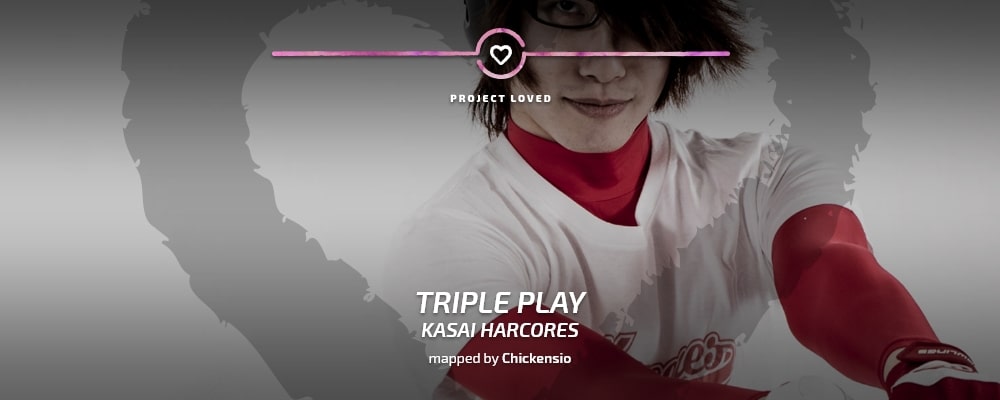 PROJECT LOVED
TRIPLE PLAY
KASAI HARCORES
mapped by Chickensio